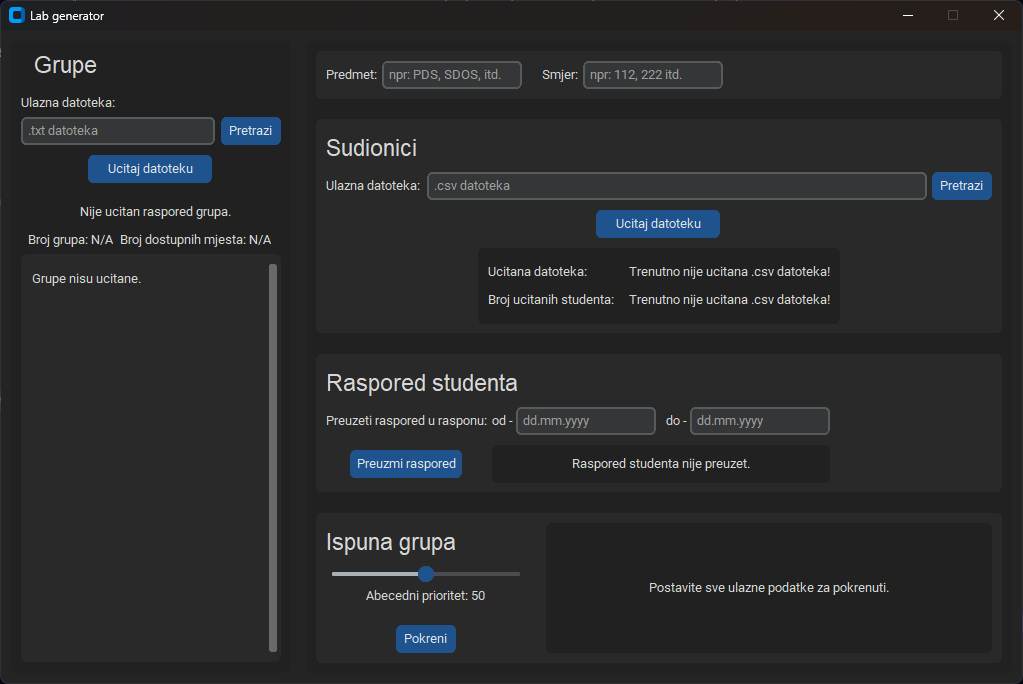 Lab generator
Grupe
Ulazna datoteka:
.txt datoteka
Pretrazi
Ucitaj datoteku
Nije ucitan raspored grupa.
Broj grupa: N/A Broj dostupnih mjesta: N/A
Grupe nisu ucitane.
Predmet: npr: PDS, SDOS, itd. Smjer: npr: 112, 222 itd.
Sudionici
Ulazna datoteka: .csv datoteka Pretrazi
Ucitaj datoteku
Ucitana datoteka: Trenutno nije ucitana .csv datoteka!
Broj ucitanih studenta: Trenutno nije ucitana .csv datoteka!
Raspored studenta
Preuzeti raspored u rasponu: od - dd.mm.yyyy do - dd.mm.yyyy
Preuzmi raspored Raspored studenta nije preuzet.
Ispuna grupa
Abecedni prioritet: 50
Pokreni
Postavite sve ulazne podatke za pokrenuti.